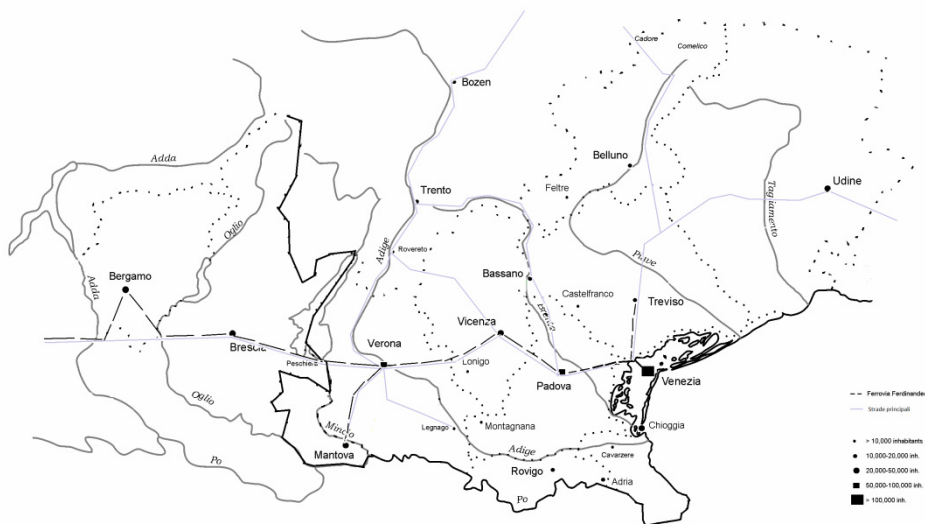 Cadore
Comelico
Bozen
Adda
Belluno
Feltre
Trento
Udine
Tagliamento
Oglio
Adige
Rovereto
Piave
Bergamo
Bassano
Adda
Castelfranco
Treviso
Vicenza
Brenta
Brescia
Verona
Peschiera
Lonigo
Padova
Venezia
Oglio
Mincio
Legnago
Montagnana
Chioggia
Adige
Mantova
Cavarzere
Po
Rovigo
Adria
Po
Ferrovia Ferdinandea
Strade principali
> 10,000 inhabitants
10,000-20,000 inh.
20,000-50,000 inh.
50,000-100,000 inh.
> 100,000 inh.